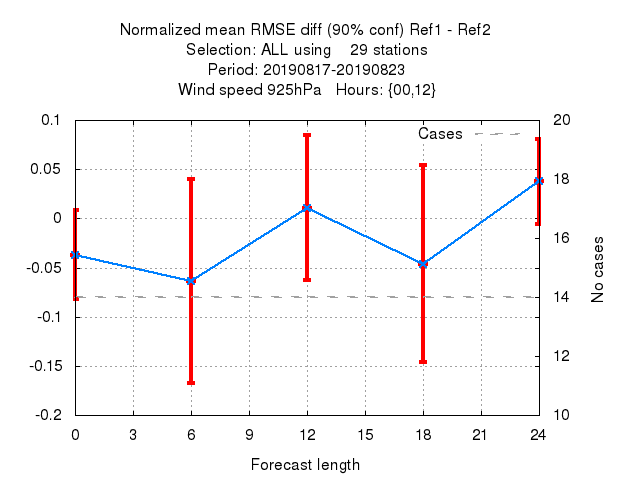 Normalized mean RMSE diff (90% conf) Ref1 - Ref2
Selection: ALL using    29 stations
Period: 20190817-20190823
Wind speed 925hPa   Hours: {00,12}
Cases
0.1
0.05
0
-0.05
-0.1
-0.15
-0.2
20
18
16
14
12
10
No cases
0 3 6 9 12 15 18 21 24
Forecast length